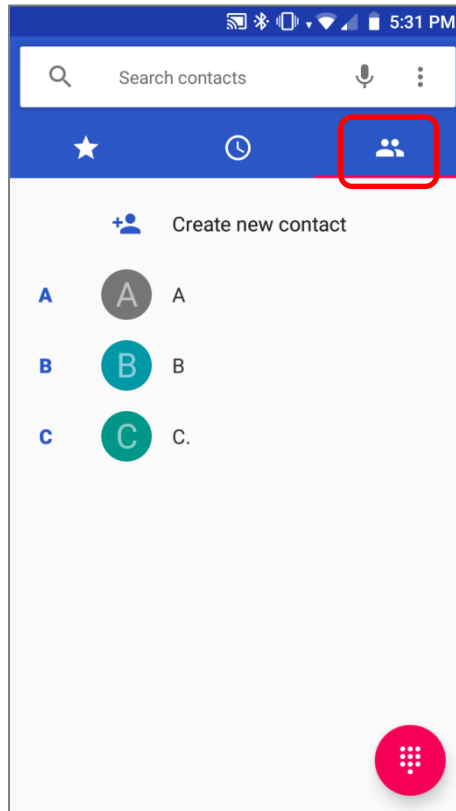 5:31 PM
Search contacts
Create new contact
A A A
B B B
C C C.